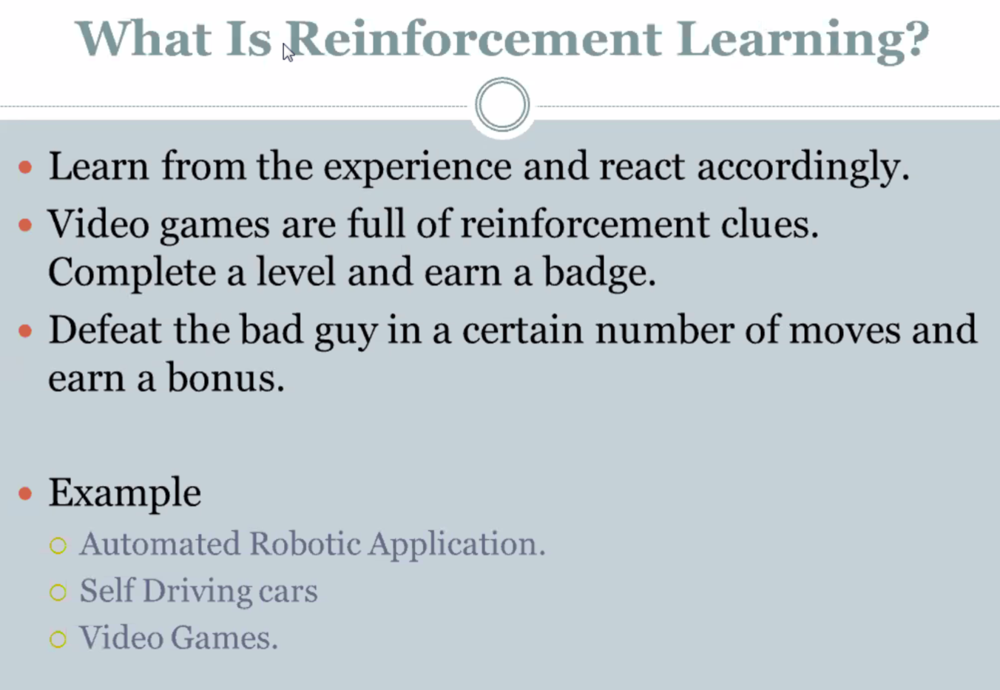 What Is Reinforcement Learning?
Learn from the experience and react accordingly.
Video games are full of reinforcement clues.
Complete a level and earn a badge.
Defeat the bad guy in a certain number of moves and
earn a bonus.
Example
Automated Robotic Application.
Self Driving cars
Video Games.